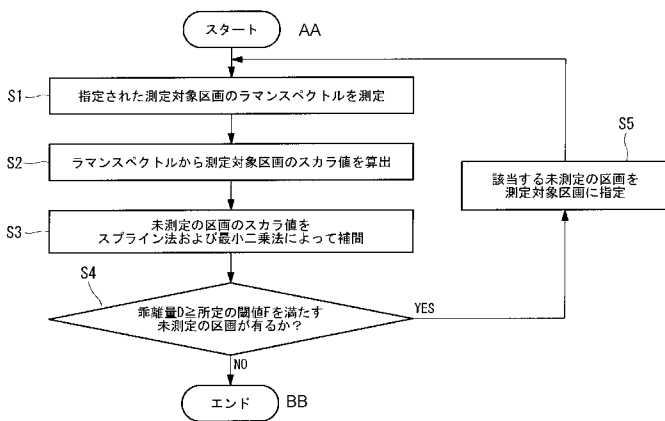 スタート
AA
S1
指定された測定対象区画のラマンスペクトルを測定
S2
ラマンスペクトルから測定対象区画のスカラ値を算出
S3
未測定の区画のスカラ値を
スプライン法および最小二乗法によって補間
S4
乖離量D≧所定の閾値Fを満たす
未測定の区画が有るか？
YES
S5
該当する未測定の区画を
測定対象区画に指定
NO
エンド
BB